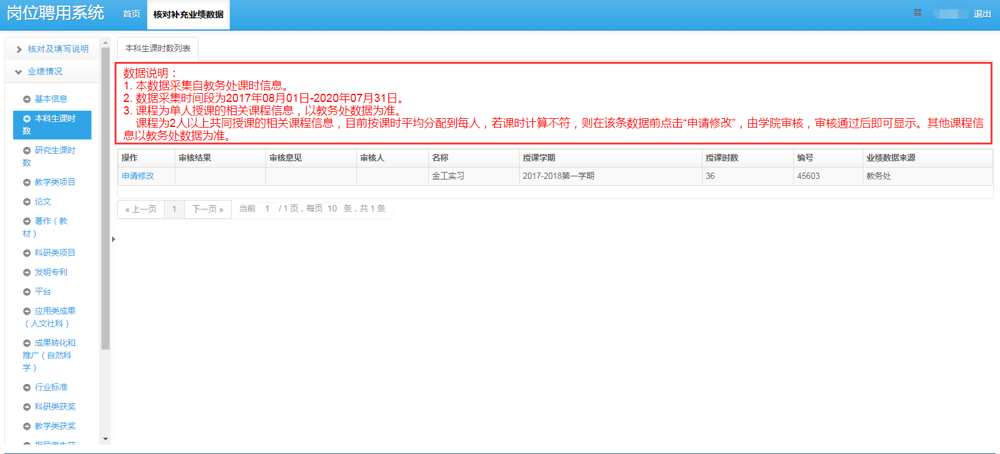 岗位聘用系统
首页
核对补充业绩数据
退出
核对及填写说明
业绩情况
基本信息
本科生课时
数
研究生课时
数
教学类项目
论文
著作（教
材）
科研类项目
发明专利
平台
应用类成果
（人文社科）
成果转化和
推广（自然科
学）
行业标准
科研类获奖
教学类获奖
本科生课时数列表
数据说明：
1. 本数据采集自教务处课时信息。
2. 数据采集时间段为2017年08月01日-2020年07月31日。
3. 课程为单人授课的相关课程信息，以教务处数据为准。
课程为2人以上共同授课的相关课程信息，目前按课时平均分配到每人，若课时计算不符，则在该条数据前点击“申请修改”，由学院审核，审核通过后即可显示。其他课程信
息以教务处数据为准。
操作 审核结果 审核意见 审核人 名称 授课学期 授课时数 编号 业绩数据来源
申请修改 金工实习 2017-2018第一学期 36 45603 教务处
« 上一页 1 下一页 » 当前 1 / 1 页，每页 10 条，共 1 条